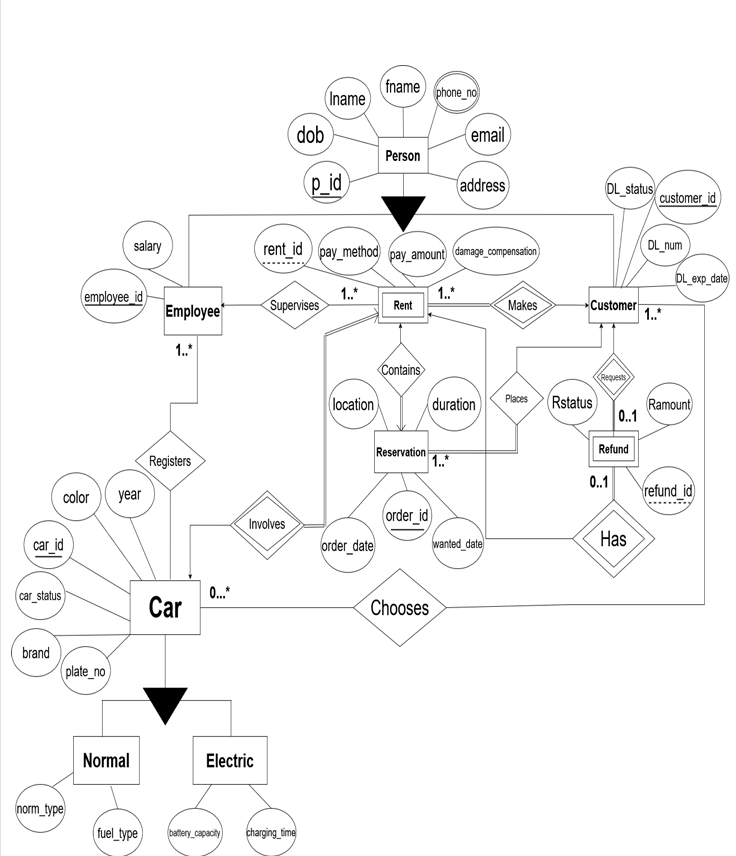 fname
lname
phone_no
dob
email
Person
p_id
address
DL_status
customer_id
salary
rent_id
pay_method
pay_amount
damage_compensation
DL_num
DL_exp_date
employee_id
1..*
1..*
Employee
Supervises
Rent
Makes
Customer
1..*
1..*
Contains
Requests
location
duration
Places
Rstatus
Ramount
0..1
Reservation
1..*
Refund
Registers
0..1
refund_id
color
year
order_id
Involves
order_date
wanted_date
Has
car_id
car_status
Car
0...*
Chooses
brand
plate_no
Normal
Electric
norm_type
fuel_type
battery_capacity
charging_time